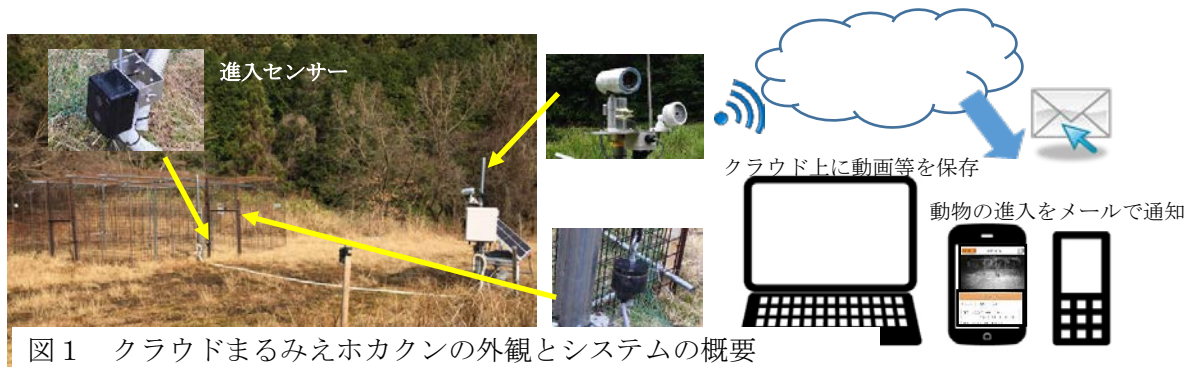 進入センサー
クラウド上に動画等を保存
動物の進入をメールで通知
図１　クラウドまるみえホカクンの外観とシステムの概要